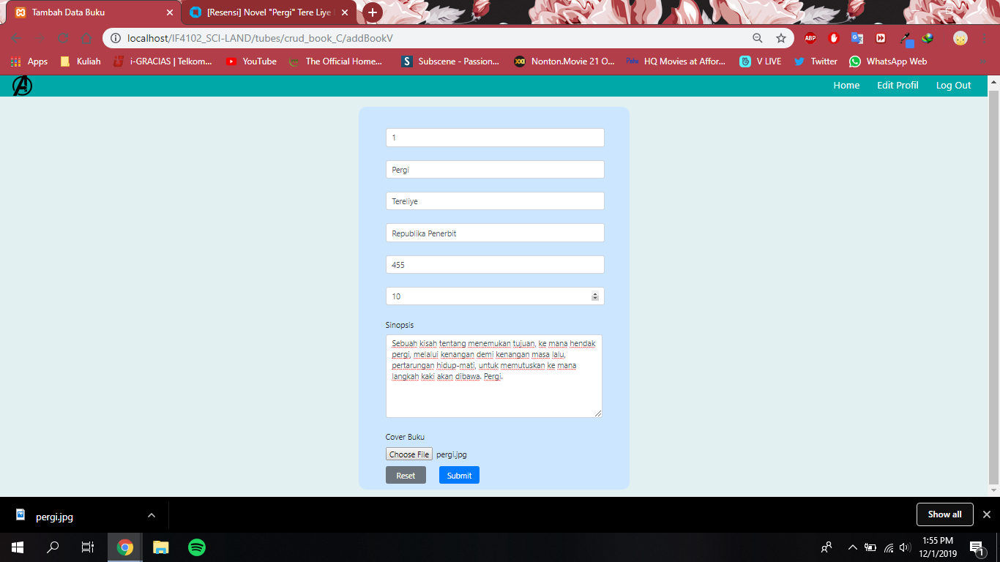 Tambah Data Buku
[Resensi] Novel "Pergi" Tere Liye
localhost/IF4102_SCI-LAND/tubes/crud_book_C/addBookV
ABP
Apps
Kuliah
i-GRACIAS | Telkom...
YouTube
The Official Home...
Subscene - Passion...
Nonton.Movie 21 O...
HQ Movies at Affor...
V LIVE
Twitter
WhatsApp Web
Home
Edit Profil
Log Out
1
Pergi
Tereliye
Republika Penerbit
455
10
Sinopsis
Sebuah kisah tentang menemukan tujuan, ke mana hendak
pergi, melalui kenangan demi kenangan masa lalu,
pertarungan hidup-mati, untuk memutuskan ke mana
langkah kaki akan dibawa. Pergi.
Cover Buku
Choose File pergi.jpg
Reset
Submit
pergi.jpg
Show all
1:55 PM
12/1/2019
1